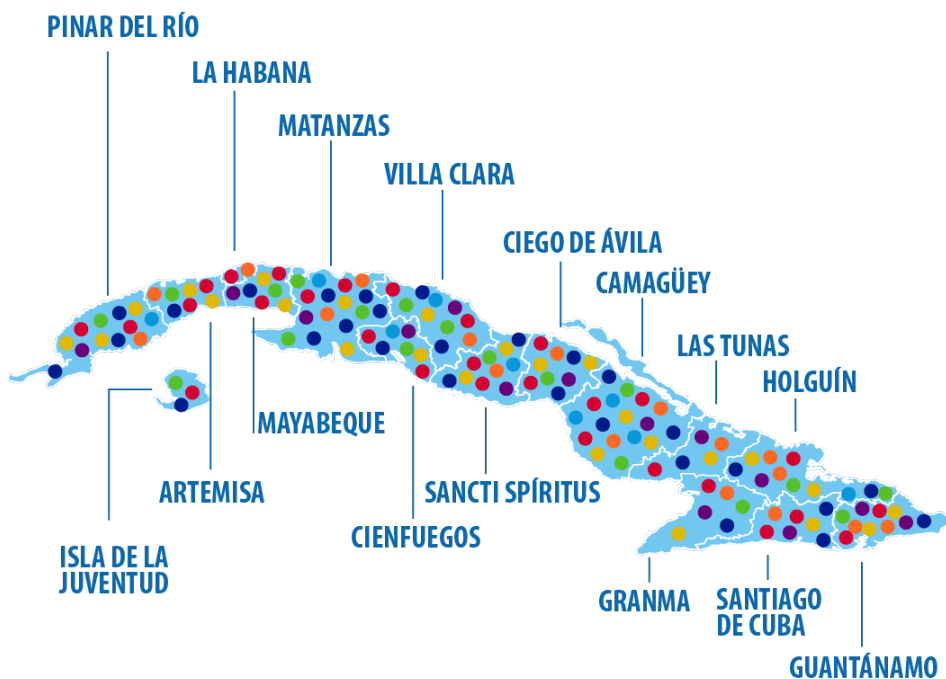 PINAR DEL RÍO
LA HABANA
MATANZAS
VILLA CLARA
CIEGO DE ÁVILA
CAMAGÜEY
LAS TUNAS
HOLGUÍN
MAYABEQUE
ARTEMISA
SANCTI SPÍRITUS
CIENFUEGOS
ISLA DE LA
JUVENTUD
GRANMA
SANTIAGO
DE CUBA
GUANTÁNAMO